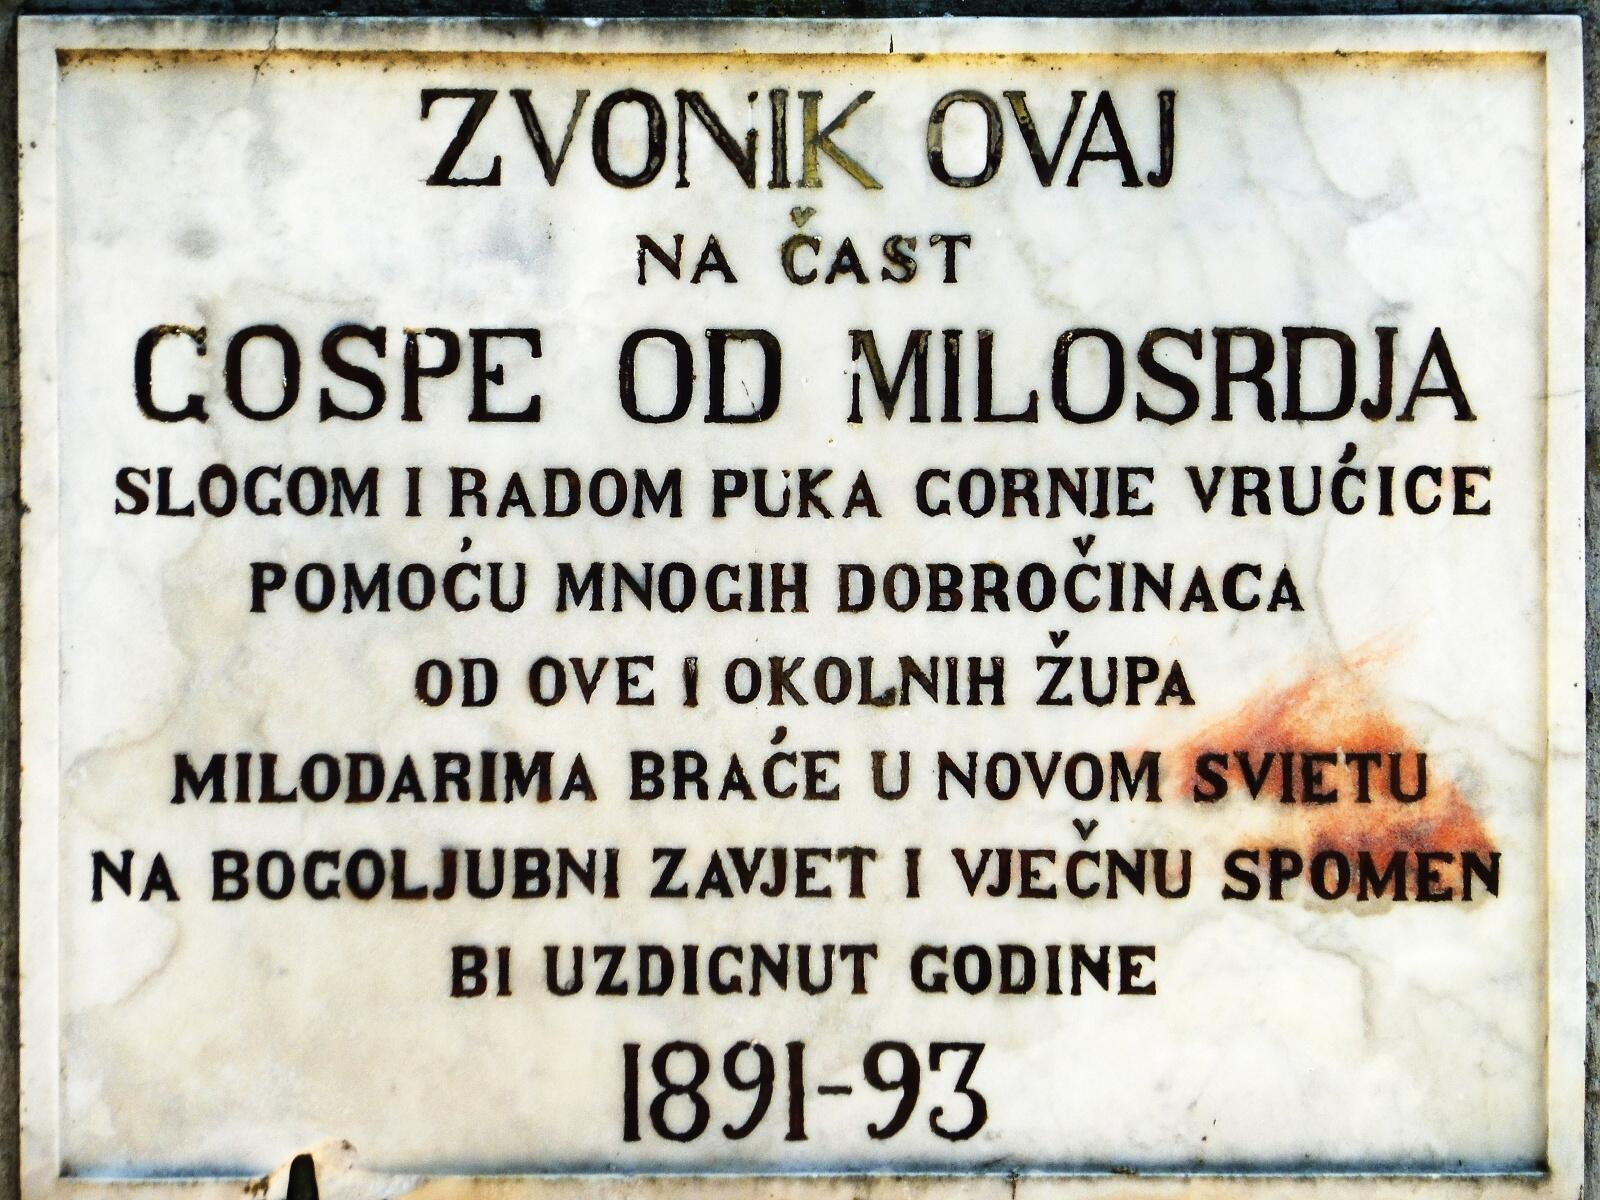 ZVONIK OVAJ
NA ČAST
GOSPE OD MILOSRDJA
SLOGOM I RADOM PUKA GORNJE VRUĆICE
POMOĆU MNOGIH DOBROČINACA
OD OVE I OKOLNIH ŽUPA
MILODARIMA BRAĆE U NOVOM SVIETU
NA BOGOLJUBNI ZAVJET I VJEČNU SPOMEN
BI UZDIGNUT GODINE
1891-93